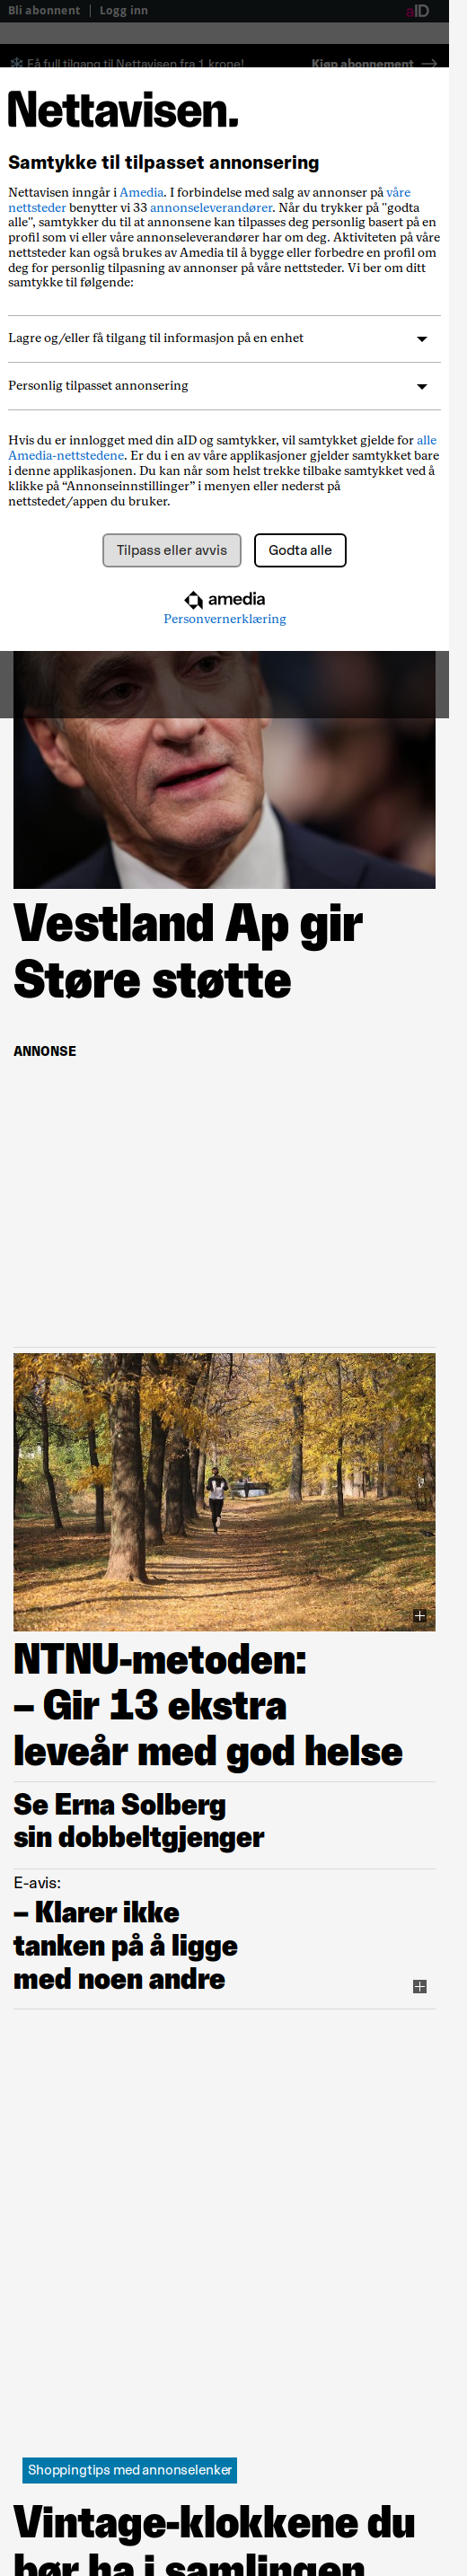 Bli abonnent | Logg inn
aID
Få full tilgang til Nettavisen fra 1 krone!
Kjøp abonnement →
Nettavisen.
Samtykke til tilpasset annonsering
Nettavisen inngår i Amedia. I forbindelse med salg av annonser på våre
nettsteder benytter vi 33 annonseleverandører. Når du trykker på "godta
alle", samtykker du til at annonsene kan tilpasses deg personlig basert på en
profil som vi eller våre annonseleverandører har om deg. Aktiviteten på våre
nettsteder kan også brukes av Amedia til å bygge eller forbedre en profil om
deg for personlig tilpasning av annonser på våre nettsteder. Vi ber om ditt
samtykke til følgende:
Lagre og/eller få tilgang til informasjon på en enhet
Personlig tilpasset annonsering
Hvis du er innlogget med din aID og samtykker, vil samtykket gjelde for alle
Amedia-nettstedene. Er du i en av våre applikasjoner gjelder samtykket bare
i denne applikasjonen. Du kan når som helst trekke tilbake samtykket ved å
klikke på “Annonseinnstillinger” i menyen eller nederst på
nettstedet/appen du bruker.
Tilpass eller avvis
Godta alle
amedia
Personvernerklæring
Vestland Ap gir
Støre støtte
ANNONSE
NTNU-metoden:
– Gir 13 ekstra
leveår med god helse
Se Erna Solberg
sin dobbeltgjenger
E-avis:
– Klarer ikke
tanken på å ligge
med noen andre
Shoppingtips med annonselenker
Vintage-klokkene du
bør ha i samlingen